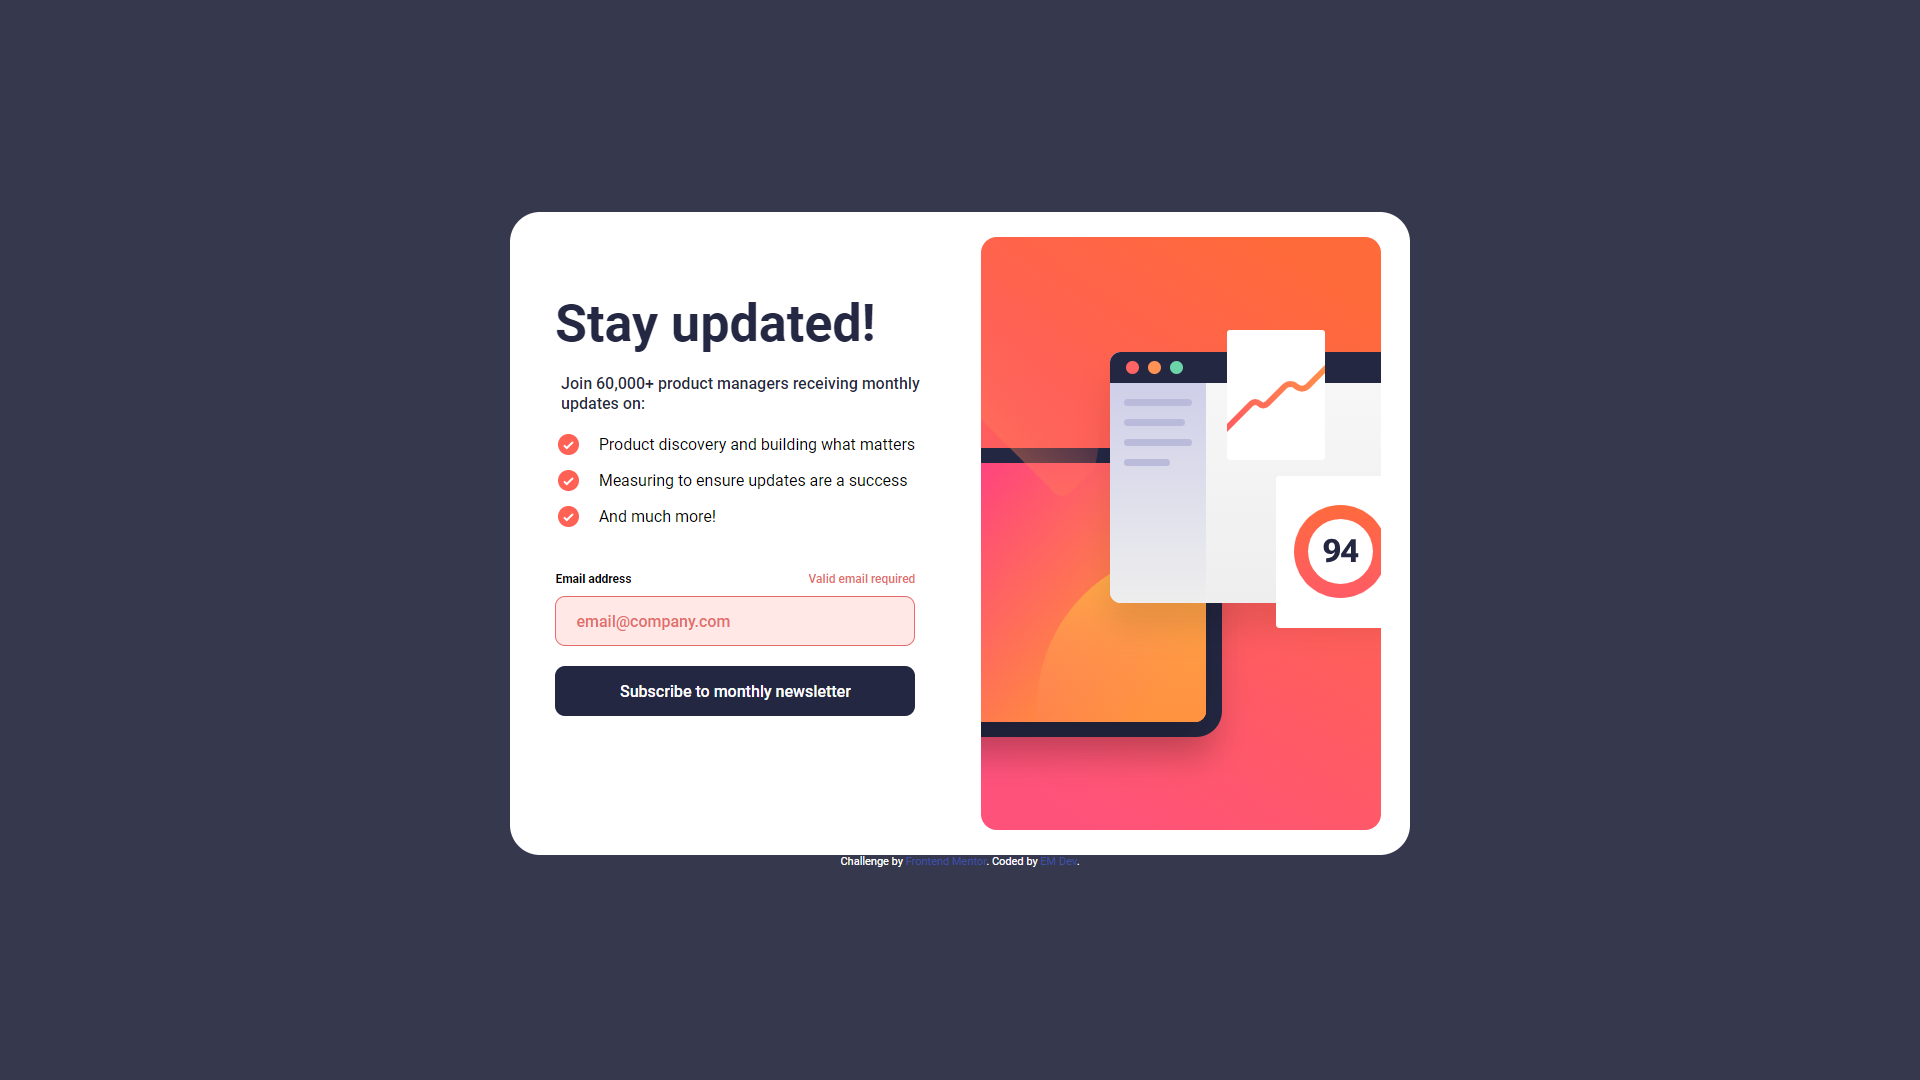 Stay updated!
Join 60,000+ product managers receiving monthly
updates on:
Product discovery and building what matters
Measuring to ensure updates are a success
And much more!
Email address
Valid email required
email@company.com
Subscribe to monthly newsletter
94
Challenge by Frontend Mentor. Coded by EM Dev.